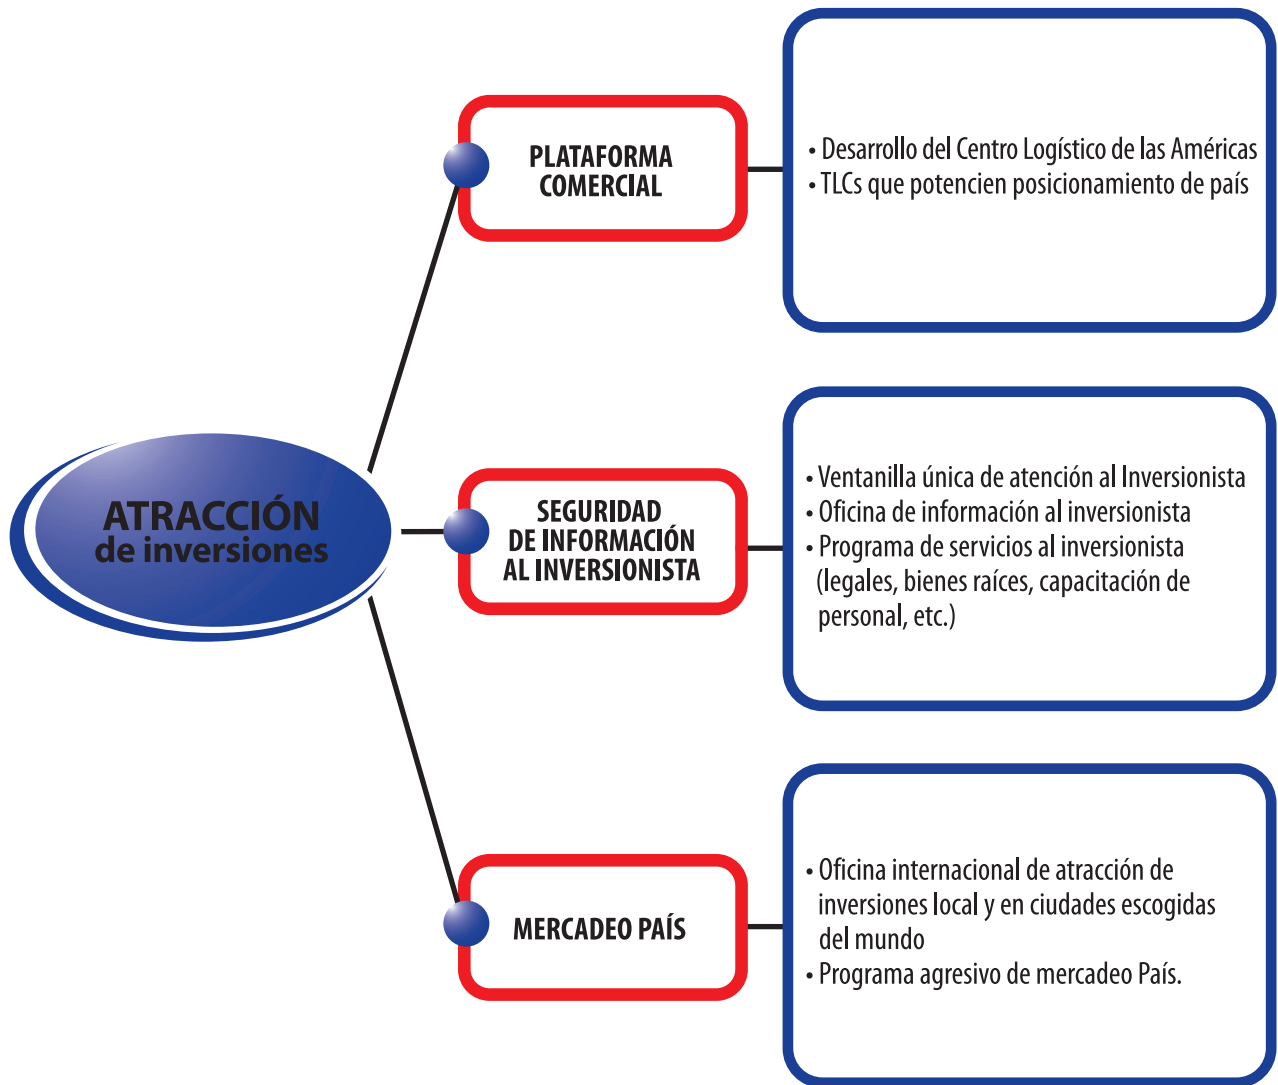 ATRACCIÓN
de inversiones
PLATAFORMA
COMERCIAL
• Desarrollo del Centro Logístico de las Américas
• TLCs que potencien posicionamiento de país
SEGURIDAD
DE INFORMACIÓN
AL INVERSIONISTA
• Ventanilla única de atención al Inversionista
• Oficina de información al inversionista
• Programa de servicios al inversionista
(legales, bienes raíces, capacitación de
personal, etc.)
MERCADEO PAÍS
• Oficina internacional de atracción de
inversiones local y en ciudades escogidas
del mundo
• Programa agresivo de mercadeo País.